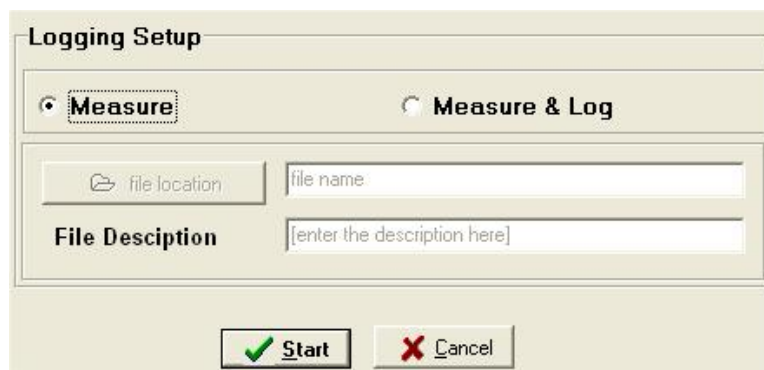 Logging Setup
Measure
Measure & Log
file location
file name
File Desciption
[enter the description here]
Start
Cancel